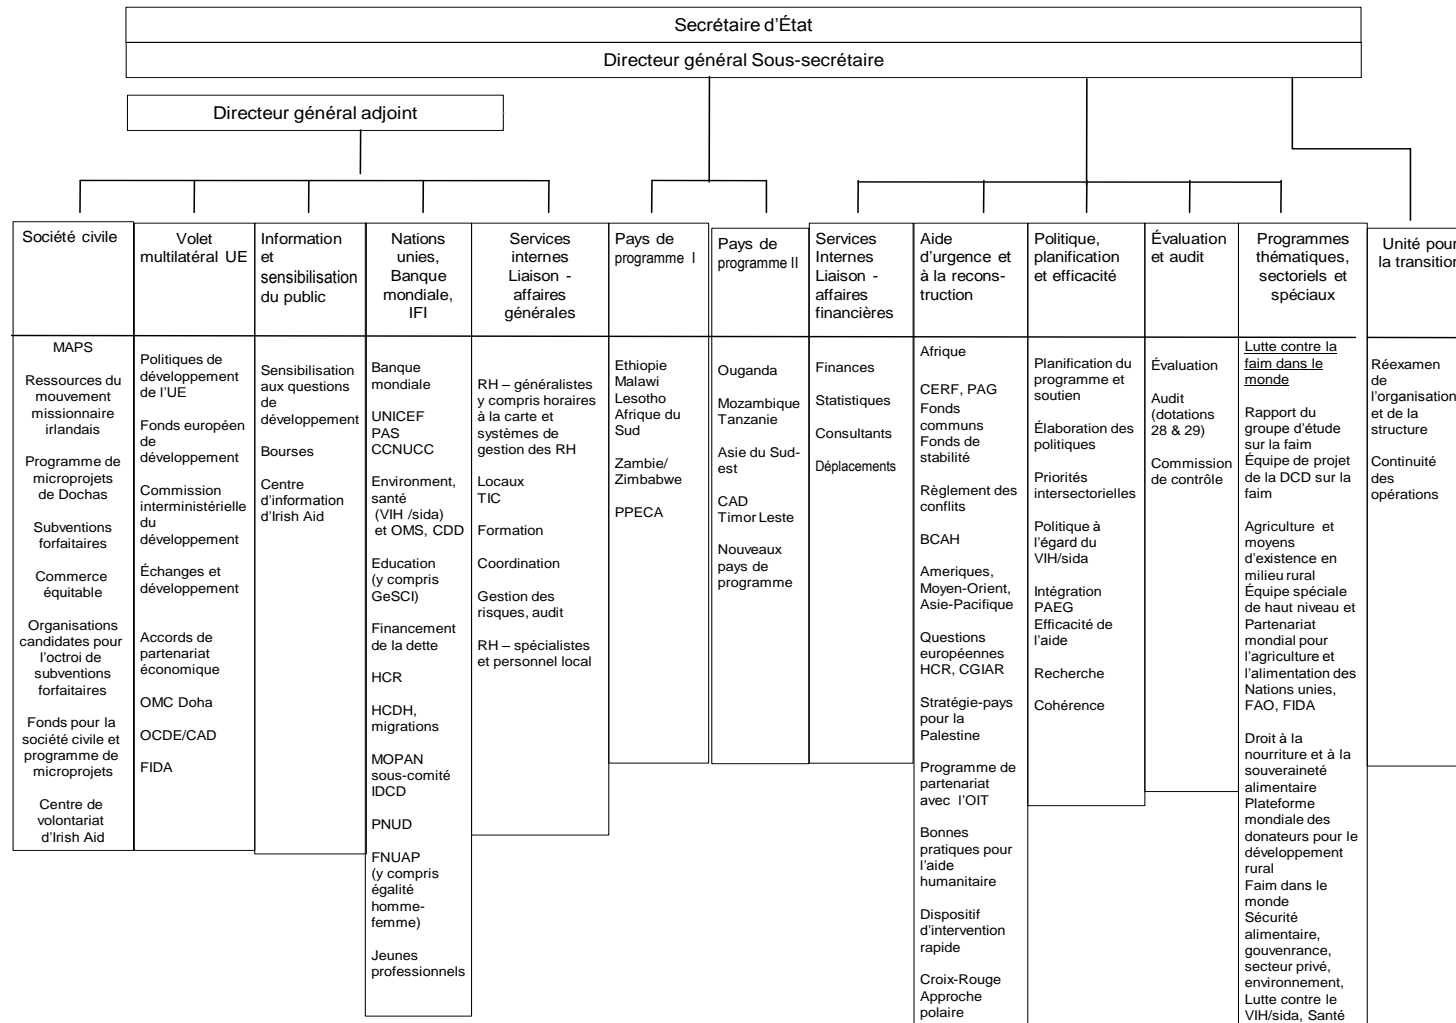 Secrétaire d’État
Directeur général Sous-secrétaire
Directeur général adjoint
Société civile
MAPS
Ressources du
mouvement
missionnaire
irlandais
Programme de
microprojets
de Dochas
Subventions
forfaitaires
Commerce
équitable
Organisations
candidates pour
l’octroi de
subventions
forfaitaires
Fonds pour la
société civile et
programme de
microprojets
Centre de
volontariat
d’Irish Aid
Volet
multilatéral UE
Politiques de
développement
de l’UE
Fonds européen
de
développement
Commission
interministérielle
du
développement
Échanges et
développement
Accords de
partenariat
économique
OMC Doha
OCDE/CAD
FIDA
Information
et
sensibilisation
du public
Sensibilisation
aux questions
de
développement
Bourses
Centre
d’information
d’Irish Aid
Nations
unies,
Banque
mondiale,
IFI
Banque
mondiale
UNICEF
PAS
CCNUCC
Environment,
santé
(VIH /sida)
et OMS, CDD
Education
(y compris
GeSCI)
Financement
de la dette
HCR
HCDH,
migrations
MOPAN
sous-comité
IDCD
PNUD
FNUAP
(y compris
égalité
homme-
femme)
Jeunes
professionnels
Services
internes
Liaison -
affaires
générales
RH – généralistes
y compris horaires
à la carte et
systèmes de
gestion des RH
Locaux
TIC
Formation
Coordination
Gestion des
risques, audit
RH – spécialistes
et personnel local
Pays de
programme I
Ethiopie
Malawi
Lesotho
Afrique du
Sud
Zambie/
Zimbabwe
PPECA
Pays de
programme II
Ouganda
Mozambique
Tanzanie
Asie du Sud-
est
CAD
Timor Leste
Nouveaux
pays de
programme
Services
Internes
Liaison -
affaires
financières
Finances
Statistiques
Consultants
Déplacements
Aide
d’urgence et
à la recons-
truction
Afrique
CERF, PAG
Fonds
communs
Fonds de
stabilité
Règlement des
conflits
BCAH
Ameriques,
Moyen-Orient,
Asie-Pacifique
Questions
européennes
HCR, CGIAR
Stratégie-pays
pour la
Palestine
Programme de
partenariat
avec l’OIT
Bonnes
pratiques pour
l’aide
humanitaire
Dispositif
d’intervention
rapide
Croix-Rouge
Approche
polaire
Politique,
planification
et efficacité
Planification du
programme et
soutien
Élaboration des
politiques
Priorités
intersectorielles
Politique à
l’égard du
VIH/sida
Intégration
PAEG
Efficacité de
l’aide
Recherche
Cohérence
Évaluation
et audit
Évaluation
Audit
(dotations
28 & 29)
Commission
de contrôle
Programmes
thématiques,
sectoriels et
spéciaux
Lutte contre la
faim dans le
monde
Rapport du
groupe d’étude
sur la faim
Équipe de projet
de la DCD sur la
faim
Agriculture et
moyens
d’existence en
milieu rural
Équipe spéciale
de haut niveau et
Partenariat
mondial pour
l’agriculture et
l’alimentation des
Nations unies,
FAO, FIDA
Droit à la
nourriture et à la
souveraineté
alimentaire
Plateforme
mondiale des
donateurs pour le
développement
rural
Faim dans le
monde
Sécurité
alimentaire,
gouvenrance,
secteur privé,
environnement,
Lutte contre le
VIH/sida, Santé
Unité pour
la transition
Réexamen
de
l’organisation
et de la
structure
Continuité
des
opérations